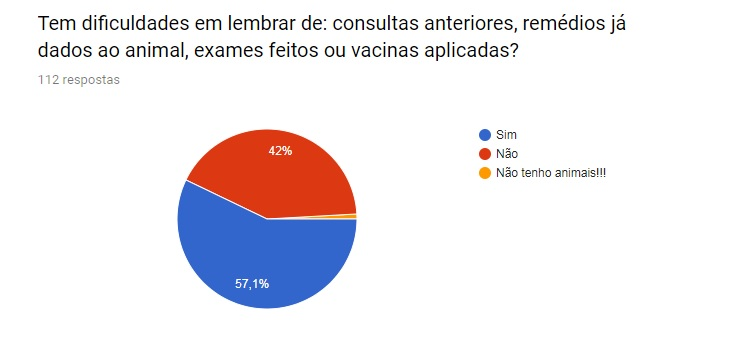 Tem dificuldades em lembrar de: consultas anteriores, remédios já
dados ao animal, exames feitos ou vacinas aplicadas?
112 respostas
42%
57,1%
Sim
Não
Não tenho animais!!!